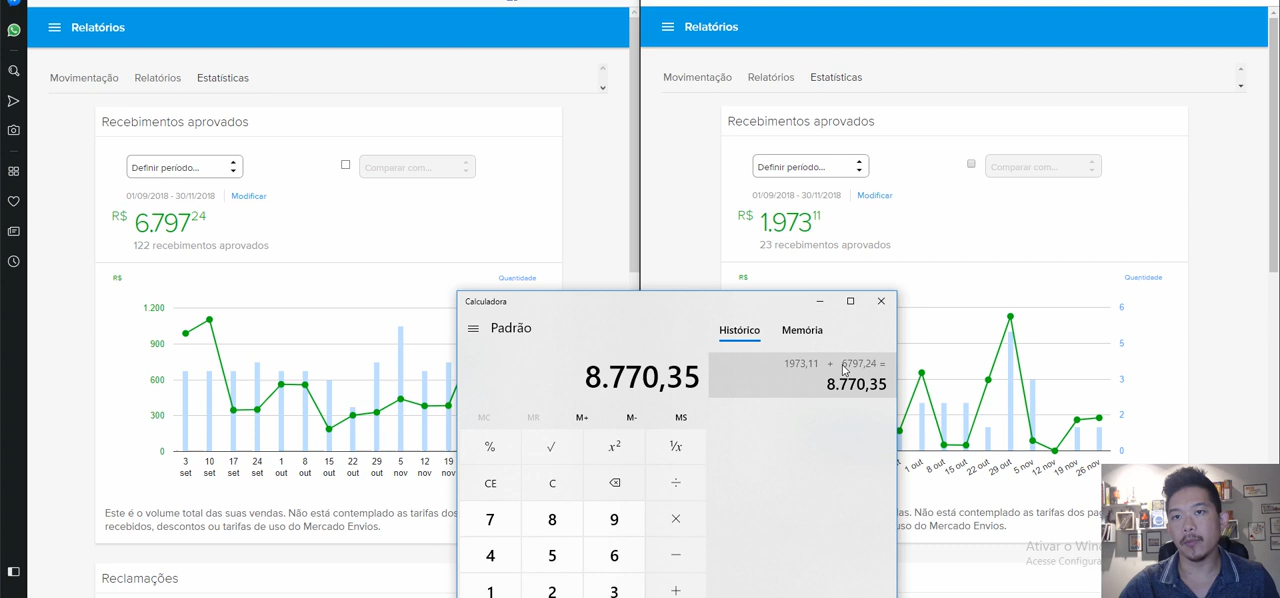 Relatórios
Movimentação Relatórios Estatísticas
Recebimentos aprovados
Definir período...
Comparar com...
01/09/2018 - 30/11/2018 Modificar
R$ 6.797 24
122 recebimentos aprovados
R$ Quantidade
1.200
900
600
300
0
3 set
10 set
17 set
24 set
1 out
8 out
15 out
22 out
29 out
5 nov
12 nov
19 nov
Este é o volume total das suas vendas. Não está contemplado as tarifas
recebidos, descontos ou tarifas de uso do Mercado Envios.
Reclamações
Relatórios
Movimentação Relatórios Estatísticas
Recebimentos aprovados
Definir período...
Comparar com...
01/09/2018 - 30/11/2018 Modificar
R$ 1.973 11
23 recebimentos aprovados
R$ Quantidade
6
5
3
2
0
1 out
8 out
15 out
22 out
29 out
5 nov
12 nov
19 nov
26 nov
das. Não está contemplado as tarifas dos
uso do Mercado Envios.
Ativar o
Acesse
Calculadora
Padrão
Histórico Memória
8.770,35
1973,11 + 6797,24 =
8.770,35
MC MR M+ M- MS
% √ x² ¹/x
CE C ÷
7 8 9 ×
4 5 6 −
1 2 3 +